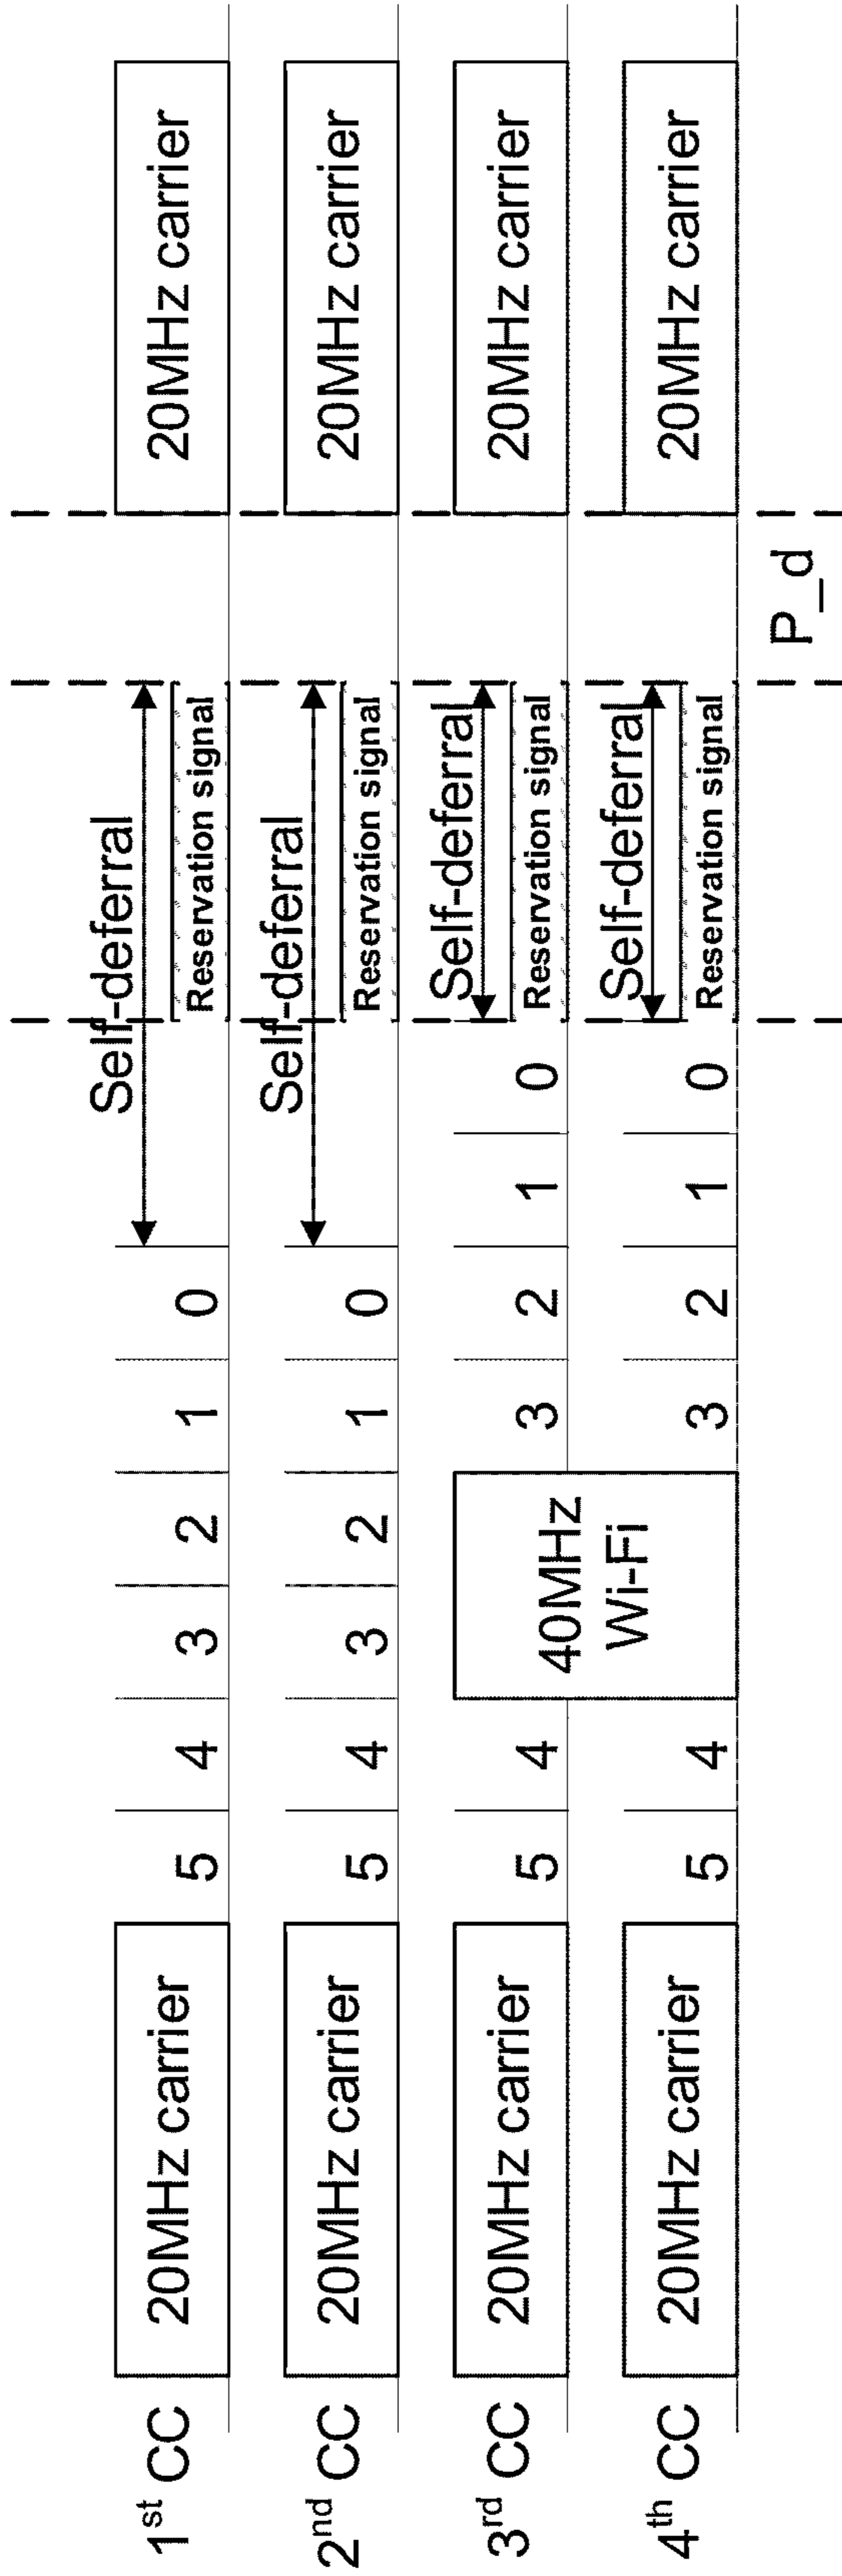 1st CC
20MHz carrier
5
4
3
2
1
0
Self-deferral
Reservation signal
20MHz carrier
2nd CC
20MHz carrier
5
4
3
2
1
0
Self-deferral
Reservation signal
20MHz carrier
3rd CC
20MHz carrier
5
4
40MHz
Wi-Fi
3
2
1
0
Self-deferral
Reservation signal
20MHz carrier
4th CC
20MHz carrier
5
4
3
2
1
0
Self-deferral
Reservation signal
20MHz carrier
P_d